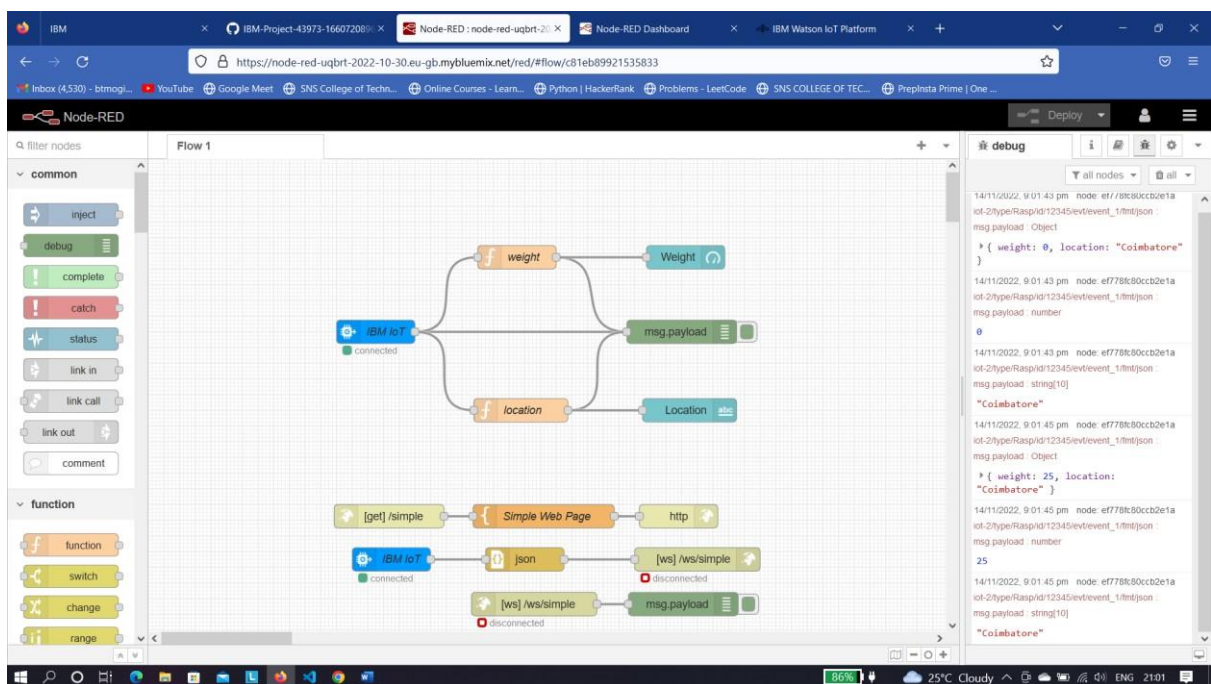 IBM
IBM-Project-43973-1660720896
Node-RED : node-red-uqbrt-20
Node-RED Dashboard
IBM Watson IoT Platform
https://node-red-uqbrt-2022-10-30.eu-gb.mybluemix.net/red/#flow/c81eb89921535833
Inbox (4,530) - btmogi...
YouTube
Google Meet
SNS College of Techn...
Online Courses - Learn...
Python | HackerRank
Problems - LeetCode
SNS COLLEGE OF TEC...
PrepInsta Prime | One ...
Node-RED
Deploy
filter nodes
common
inject
debug
complete
catch
status
link in
link call
link out
comment
function
function
switch
change
range
Flow 1
weight
Weight
IBM IoT
connected
msg.payload
location
Location
abc
[get] /simple
Simple Web Page
http
IBM IoT
connected
json
[ws] /ws/simple
disconnected
[ws] /ws/simple
disconnected
msg.payload
debug
all nodes
all
14/11/2022, 9:01:43 pm node: ef778fc80ccb2e1a
iot-2/type/Rasp/id/12345/evt/event_1/fmt/json :
msg.payload : Object
{ weight: 0, location: "Coimbatore"
}
14/11/2022, 9:01:43 pm node: ef778fc80ccb2e1a
iot-2/type/Rasp/id/12345/evt/event_1/fmt/json :
msg.payload : number
0
14/11/2022, 9:01:43 pm node: ef778fc80ccb2e1a
iot-2/type/Rasp/id/12345/evt/event_1/fmt/json :
msg.payload : string[10]
"Coimbatore"
14/11/2022, 9:01:45 pm node: ef778fc80ccb2e1a
iot-2/type/Rasp/id/12345/evt/event_1/fmt/json :
msg.payload : Object
{ weight: 25, location:
"Coimbatore" }
14/11/2022, 9:01:45 pm node: ef778fc80ccb2e1a
iot-2/type/Rasp/id/12345/evt/event_1/fmt/json :
msg.payload : number
25
14/11/2022, 9:01:45 pm node: ef778fc80ccb2e1a
iot-2/type/Rasp/id/12345/evt/event_1/fmt/json :
msg.payload : string[10]
"Coimbatore"
86%
25°C Cloudy
ENG
21:01